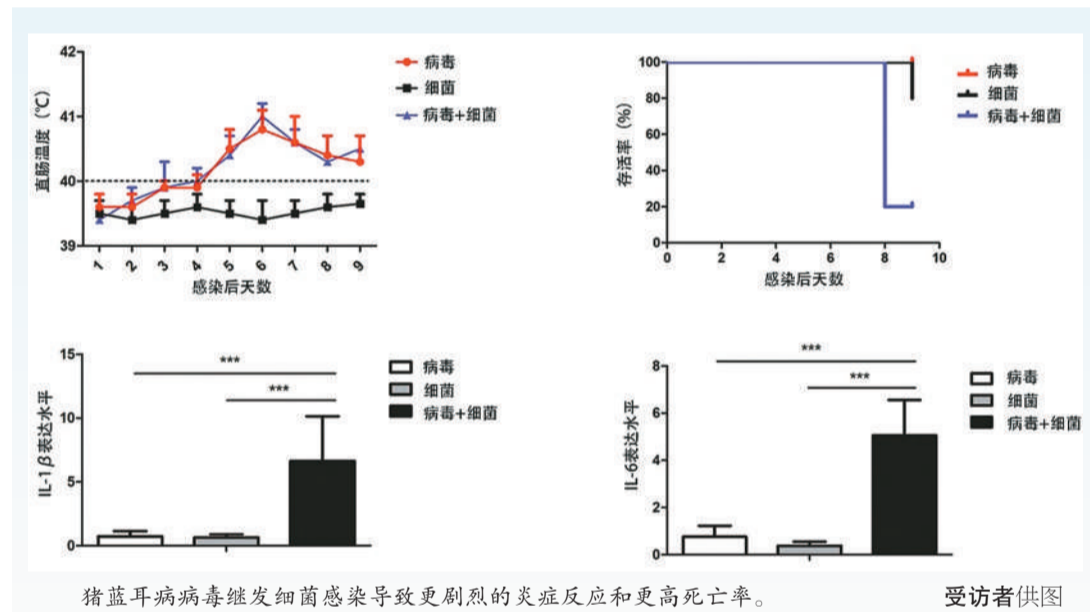 42
41
40
39
直肠温度（℃）
1
2
3
4
5
6
7
8
9
感染后天数
病毒
细菌
病毒+细菌
100
80
60
40
20
0
存活率（%）
0
2
4
6
8
10
感染后天数
病毒
细菌
病毒+细菌
15
10
5
0
IL-1β表达水平
***
***
病毒
细菌
病毒+细菌
8
6
4
2
0
IL-6表达水平
***
***
病毒
细菌
病毒+细菌
猪蓝耳病病毒继发细菌感染导致更剧烈的炎症反应和更高死亡率。 受访者供图